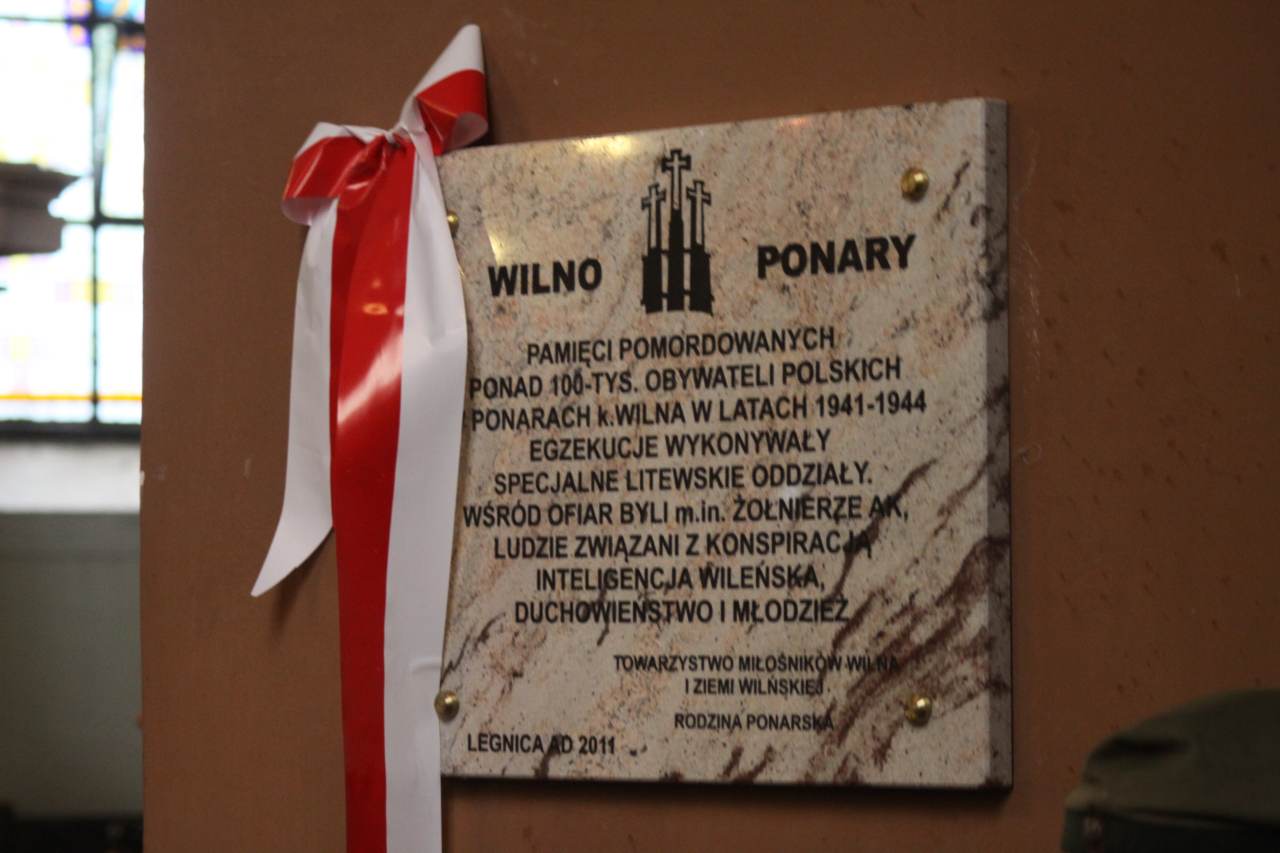 WILNO PONARY
PAMIĘCI POMORDOWANYCH
PONAD 100-TYS. OBYWATELI POLSKICH
PONARACH k.WILNA W LATACH 1941-1944
EGZEKUCJE WYKONYWAŁY
SPECJALNE LITEWSKIE ODDZIAŁY.
WŚRÓD OFIAR BYLI m.in. ŻOŁNIERZE AK,
LUDZIE ZWIĄZANI Z KONSPIRACJĄ
INTELIGENCJA WILEŃSKA,
DUCHOWIEŃSTWO I MŁODZIEŻ
TOWARZYSTWO MIŁOŚNIKÓW WILNA
I ZIEMI WILŃSKIEJ
RODZINA PONARSKA
LEGNICA AD 2011